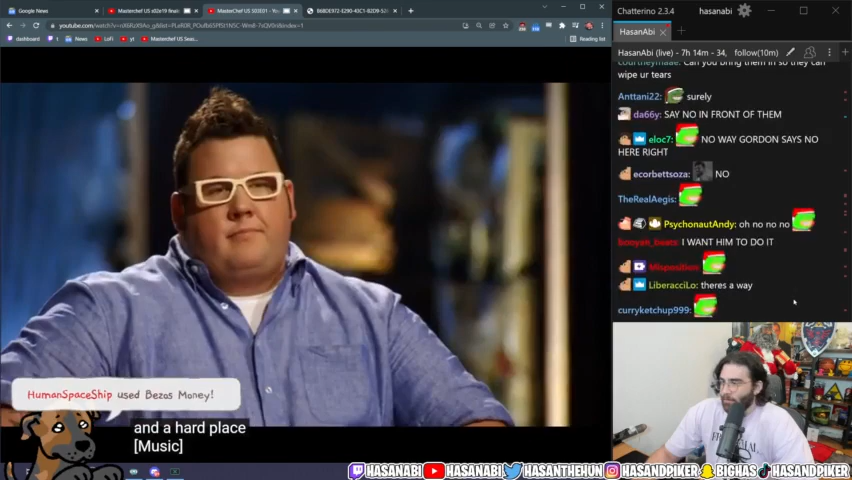 Google News
Masterchef US s02e19 final
MasterChef US S03E01 - Yo
Chatterino 2.3.4
hasanabi
HasanAbi
HasanAbi (live) - 7h 14m - 34,
follow(10m)
dashboard
t
News
LoFi
yt
MasterChef US Seas...
Reading list
Can you bring them in so they can
wipe ur tears
Anttani22:
surely
da66y: SAY NO IN FRONT OF THEM
eloc7:
NO WAY GORDON SAYS NO
HERE RIGHT
ecorbettsoza:
NO
TheRealAegis:
PsychonautAndy: oh no no no
booyah_beats: I WANT HIM TO DO IT
Misposition:
LiberacciLo: theres a way
curryketchup999:
HumanSpaceShip used Bezos Money!
and a hard place
[Music]
HASANABI
HASANABI
HASANTHEHUN
HASANDPIKER
BIGHAS
HASANDPIKER